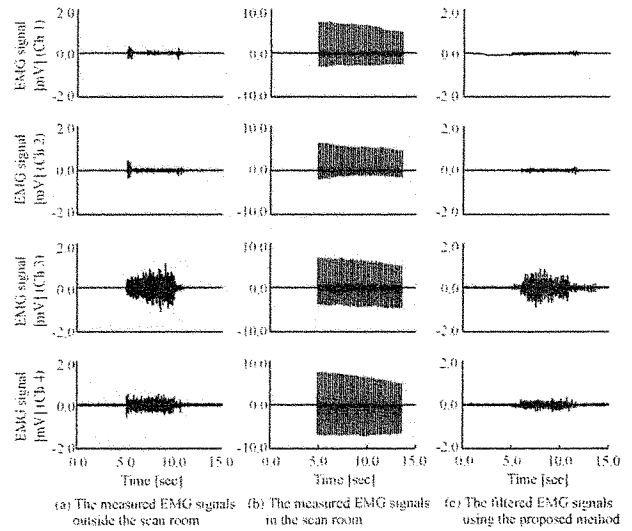 EMG signal
[mV] (Ch 1)
2.0
0.0
-2.0
10.0
0.0
-10.0
2.0
0.0
-2.0
EMG signal
[mV] (Ch 2)
2.0
0.0
-2.0
10.0
0.0
-10.0
2.0
0.0
-2.0
EMG signal
[mV] (Ch 3)
2.0
0.0
-2.0
10.0
0.0
-10.0
2.0
0.0
-2.0
EMG signal
[mV] (Ch 4)
2.0
0.0
-2.0
10.0
0.0
-10.0
2.0
0.0
-2.0
0.0 5.0 10.0 15.0
0.0 5.0 10.0 15.0
0.0 5.0 10.0 15.0
Time [sec]
Time [sec]
Time [sec]
(a) The measured EMG signals
outside the scan room
(b) The measured EMG signals
in the scan room
(c) The filtered EMG signals
using the proposed method